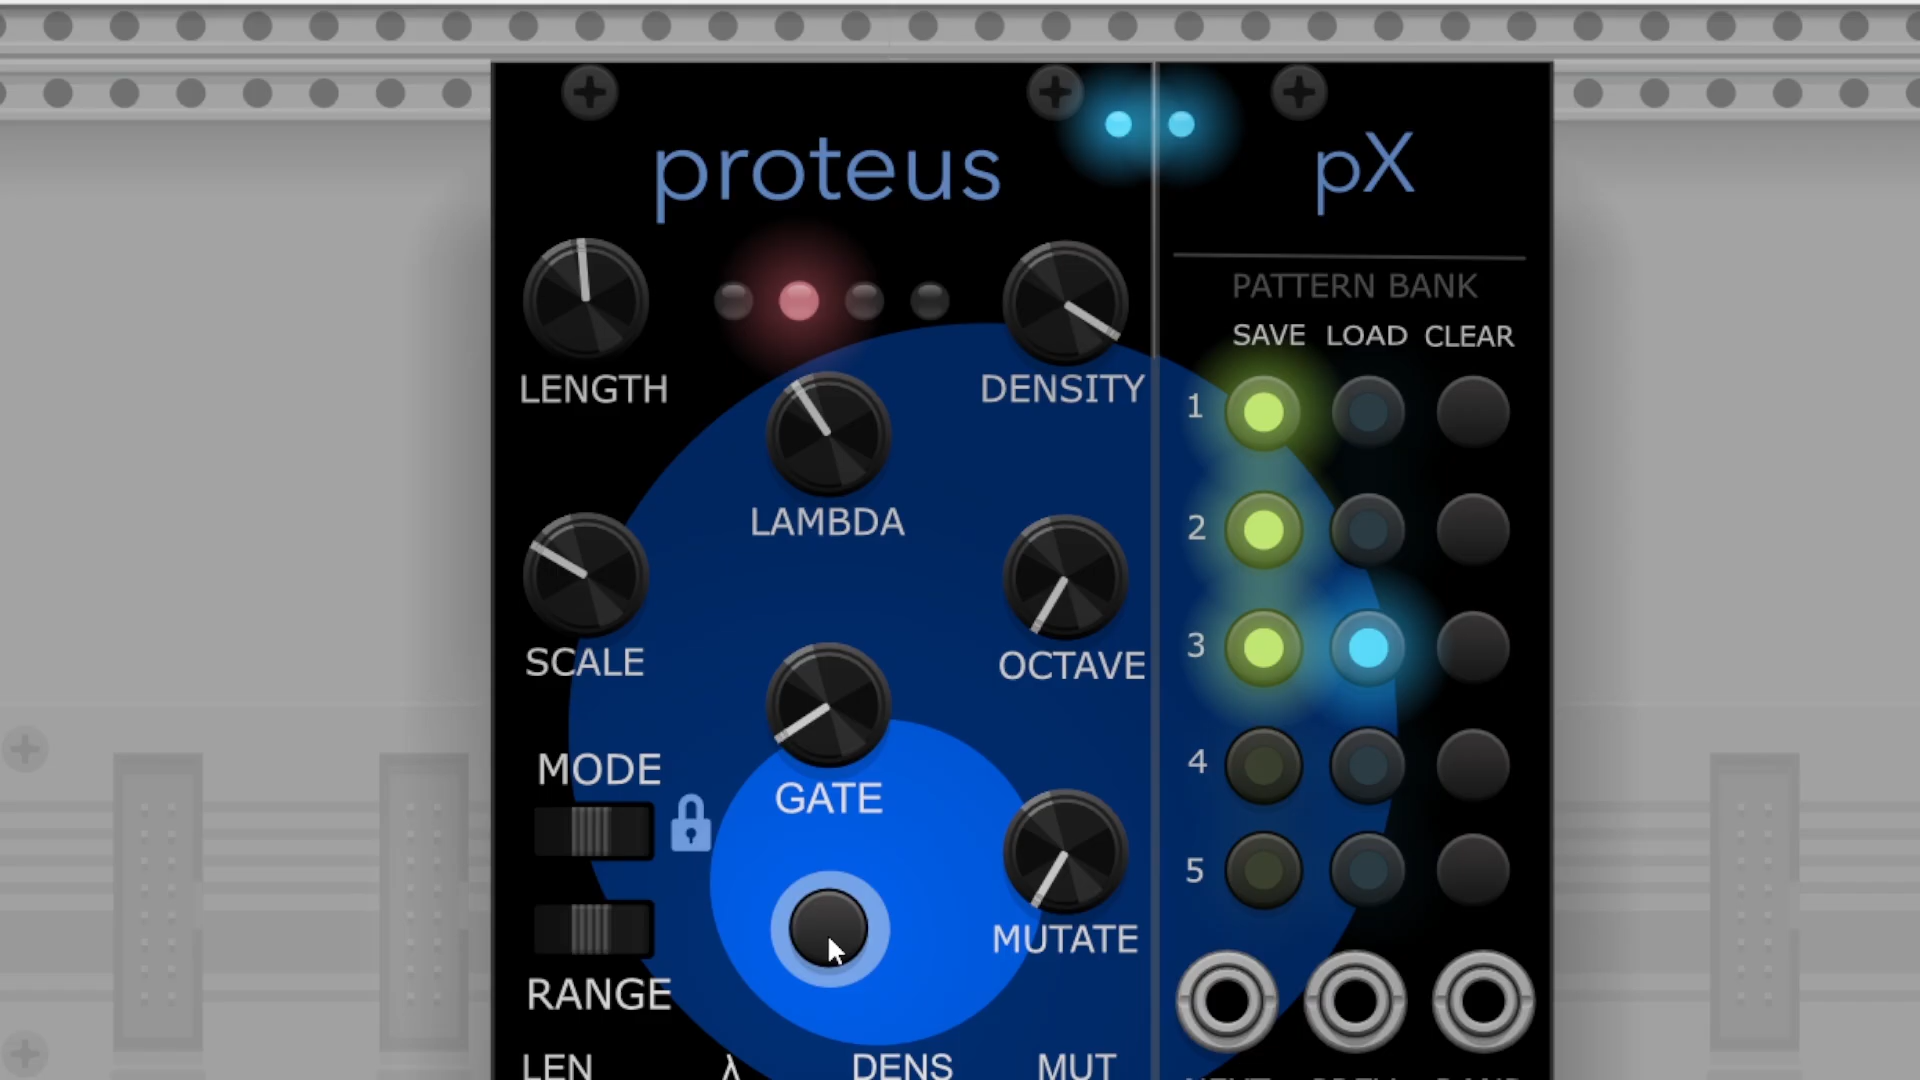 proteus
pX
PATTERN BANK
SAVE LOAD CLEAR
LENGTH
DENSITY
1
LAMBDA
2
SCALE
OCTAVE
3
MODE
GATE
4
5
MUTATE
RANGE
LEN λ DENS MUT